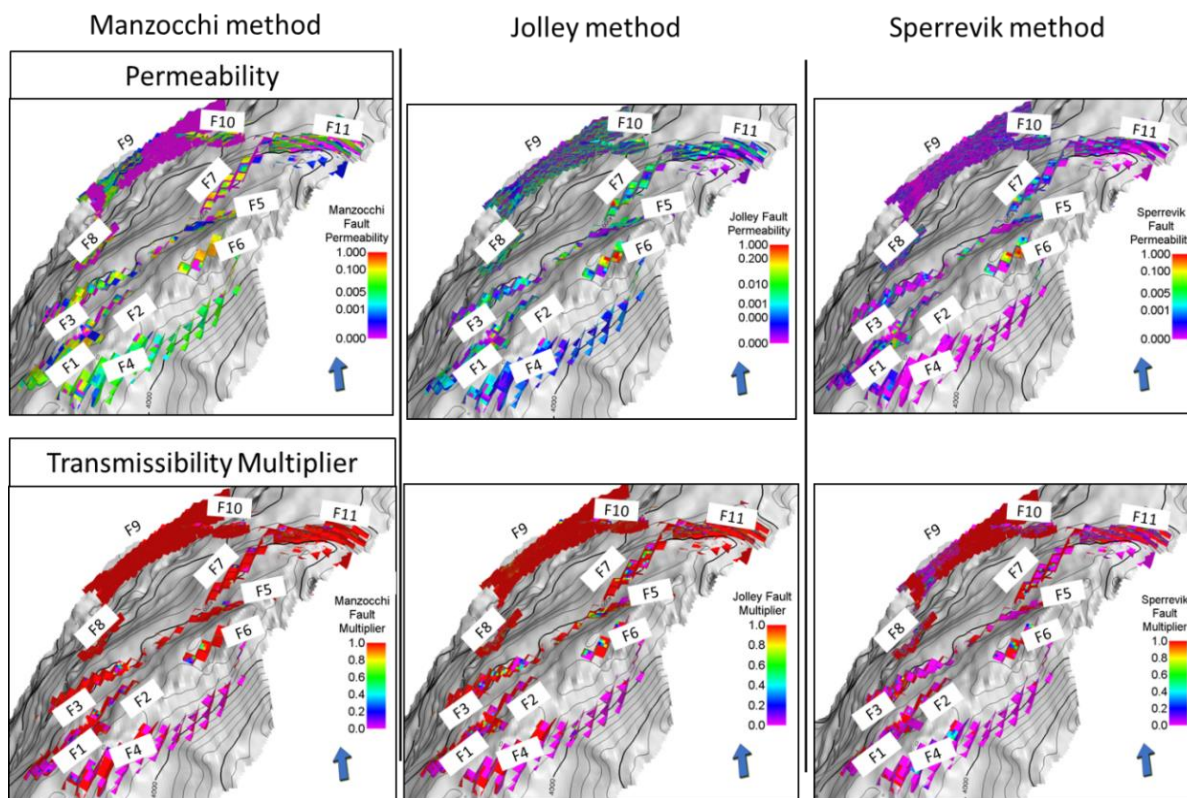 Manzocchi method
Jolley method
Sperrevik method
Permeability
F9
F10
F11
F7
F5
F8
F6
F3
F2
F1
F4
4000
Manzocchi
Fault
Permeability
1.000
0.100
0.005
0.001
0.000
F9
F10
F11
F7
F5
F8
F6
F3
F2
F1
F4
4000
Jolley Fault
Permeability
1.000
0.200
0.010
0.001
0.000
0.000
F9
F10
F11
F7
F5
F8
F6
F3
F2
F1
F4
4000
Sperrevik
Fault
Permeability
1.000
0.100
0.005
0.001
0.000
Transmissibility Multiplier
F9
F10
F11
F7
F5
F8
F6
F3
F2
F1
F4
4000
Manzocchi
Fault
Multiplier
1.0
0.8
0.6
0.4
0.2
0.0
F9
F10
F11
F7
F5
F8
F6
F3
F2
F1
F4
4000
Jolley Fault
Multiplier
1.0
0.8
0.6
0.4
0.2
0.0
F9
F10
F11
F7
F5
F8
F6
F3
F2
F1
F4
4000
Sperrevik
Fault
Multiplier
1.0
0.8
0.6
0.4
0.2
0.0